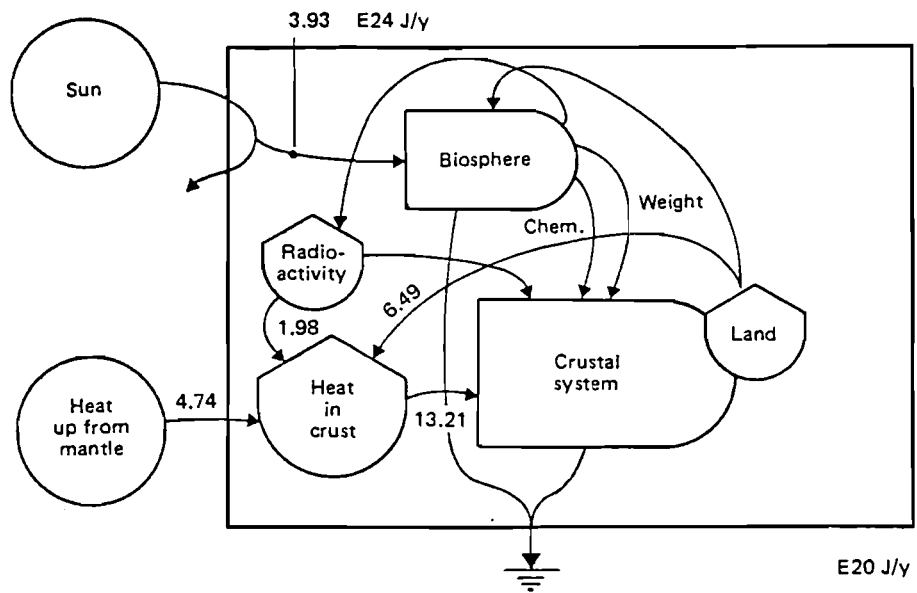 3.93 E24 J/y
Sun
Biosphere
Weight
Chem.
Radio-
activity
6.49
1.98
Land
Crustal
system
Heat
in
crust
4.74
Heat
up from
mantle
13.21
E20 J/y